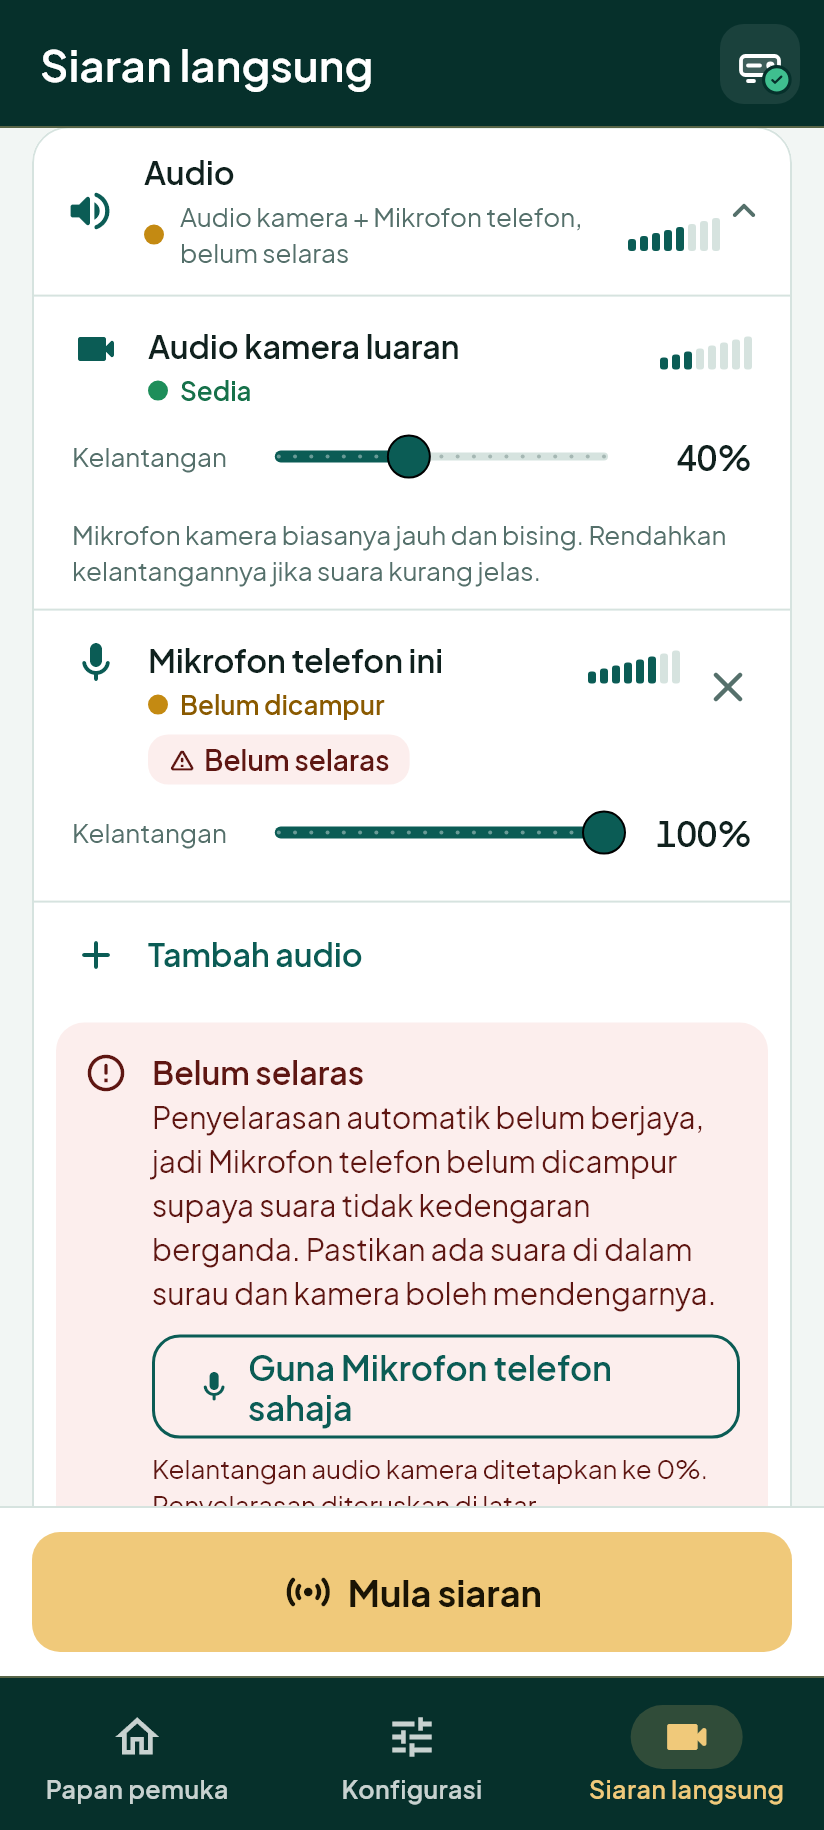 Siaran langsung
Audio
Audio kamera + Mikrofon telefon,
belum selaras
Audio kamera luaran
Sedia
Kelantangan
40%
Mikrofon kamera biasanya jauh dan bising. Rendahkan
kelantangannya jika suara kurang jelas.
Mikrofon telefon ini
Belum dicampur
Belum selaras
Kelantangan
100%
Tambah audio
Belum selaras
Penyelarasan automatik belum berjaya,
jadi Mikrofon telefon belum dicampur
supaya suara tidak kedengaran
berganda. Pastikan ada suara di dalam
surau dan kamera boleh mendengarnya.
Guna Mikrofon telefon
sahaja
Kelantangan audio kamera ditetapkan ke 0%.
Penyelarasan diteruskan di latar
Mula siaran
Papan pemuka
Konfigurasi
Siaran langsung